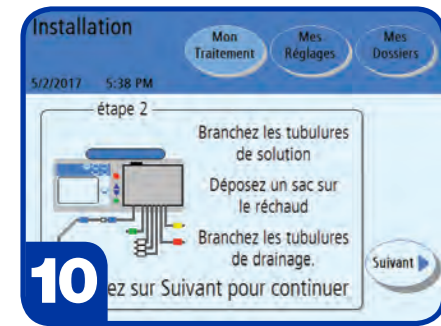 Installation
Mon
Traitement
Mes
Réglages
Mes
Dossiers
5/2/2017 5:38 PM
étape 2
Branchez les tubulures
de solution
Déposez un sac sur
le réchaud
Branchez les tubulures
de drainage.
Suivant
10
ez sur Suivant pour continuer